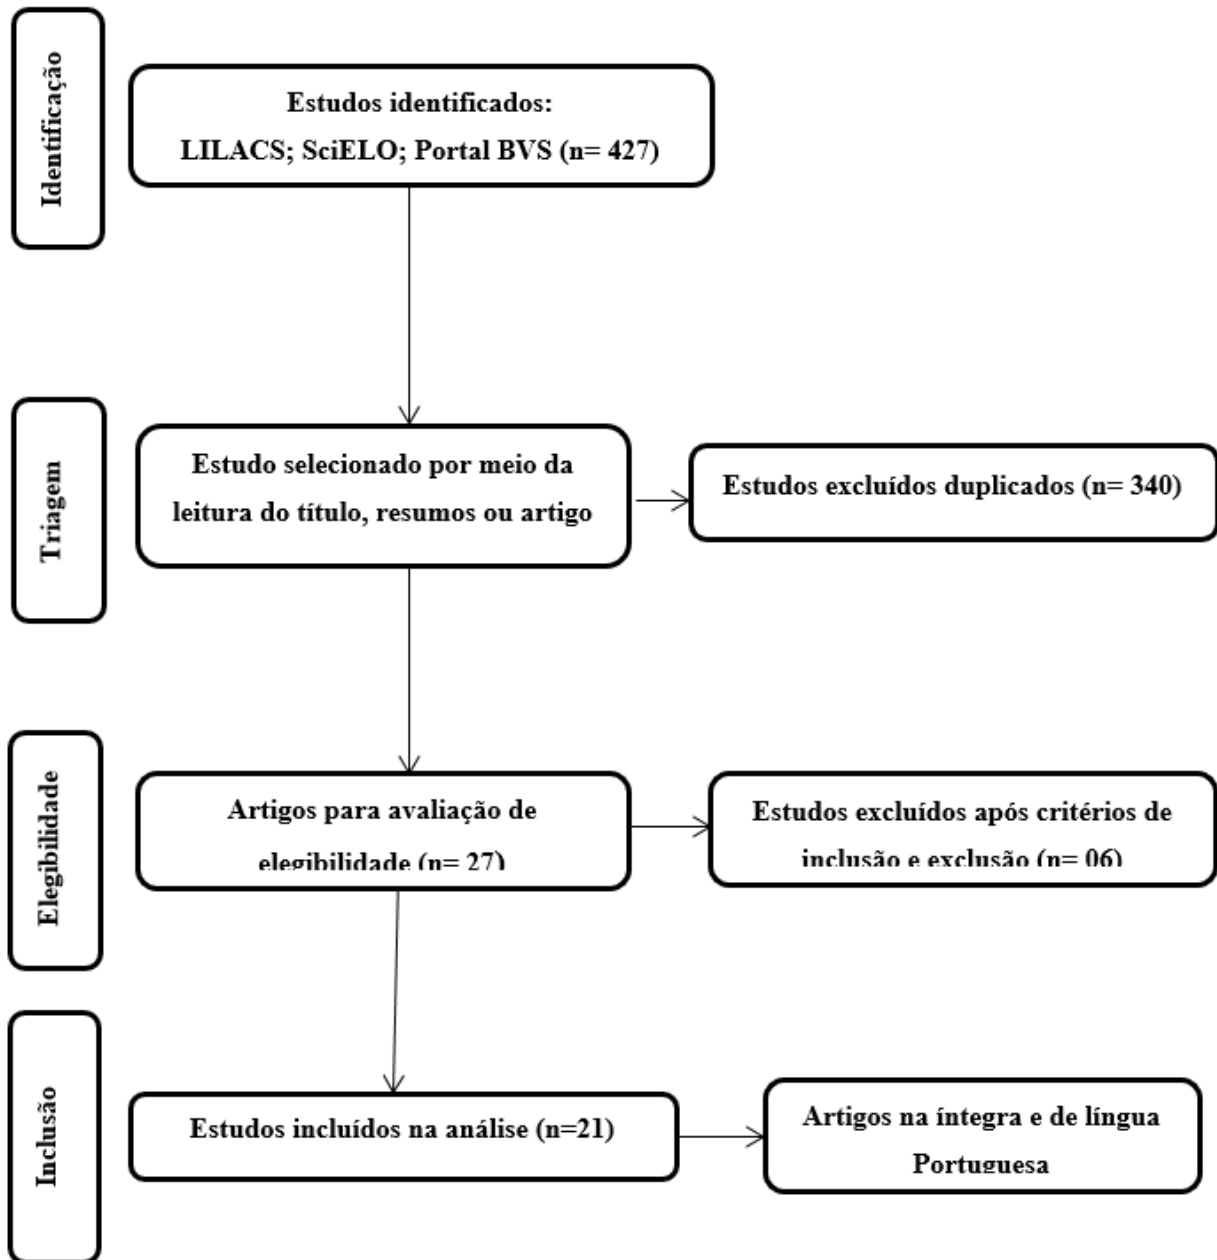 Identificação
Estudos identificados:
LILACS; SciELO; Portal BVS (n= 427)
Triagem
Estudo selecionado por meio da
leitura do título, resumos ou artigo
Estudos excluídos duplicados (n= 340)
Elegibilidade
Artigos para avaliação de
elegibilidade (n= 27)
Estudos excluídos após critérios de
inclusão e exclusão (n= 06)
Inclusão
Estudos incluídos na análise (n=21)
Artigos na íntegra e de língua
Portuguesa